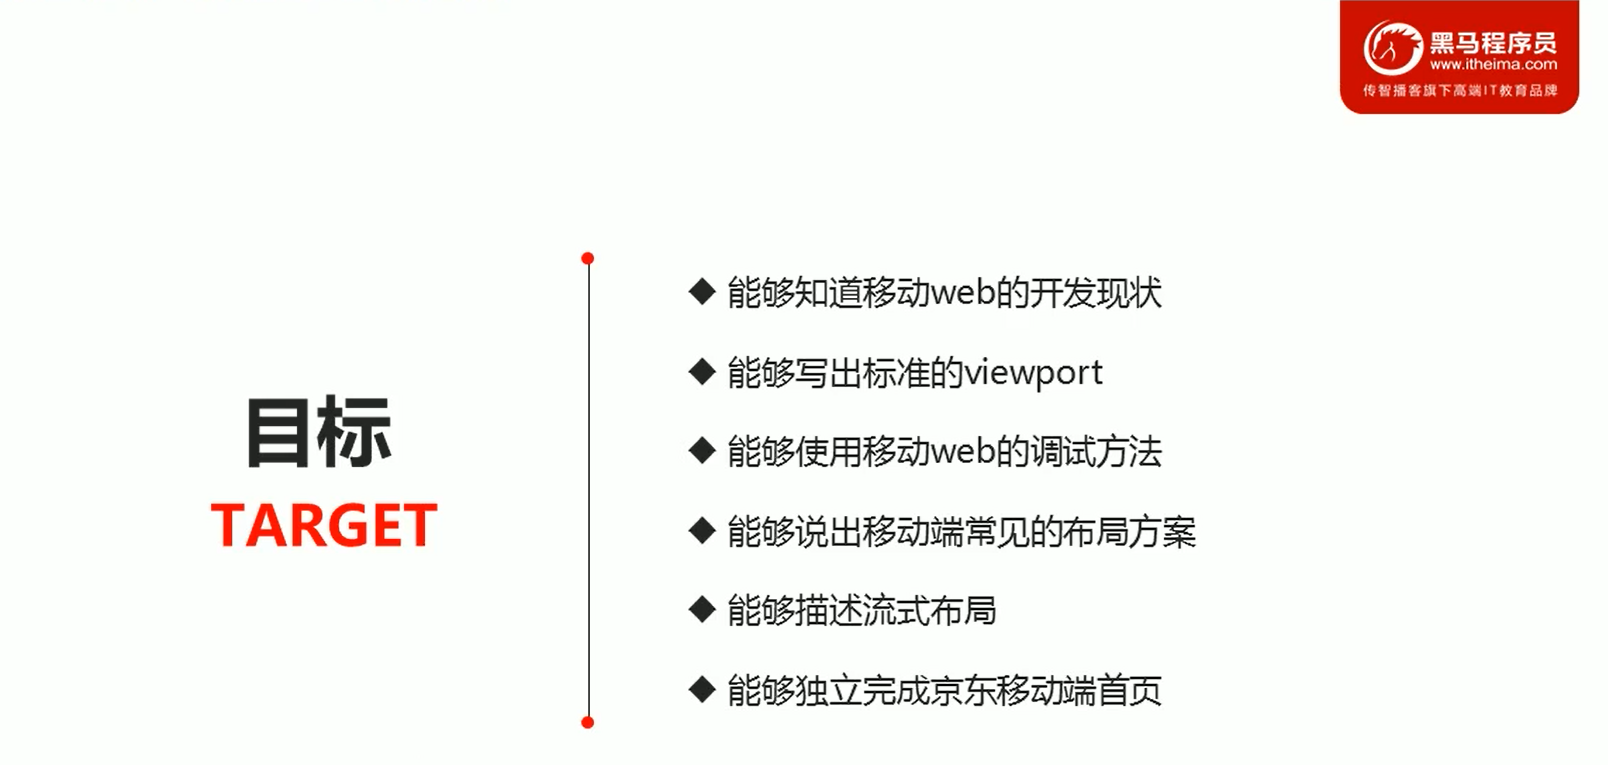 黑马程序员
www.itheima.com
传智播客旗下高端IT教育品牌
目标
TARGET
◆ 能够知道移动web的开发现状
◆ 能够写出标准的viewport
◆ 能够使用移动web的调试方法
◆ 能够说出移动端常见的布局方案
◆ 能够描述流式布局
◆ 能够独立完成京东移动端首页